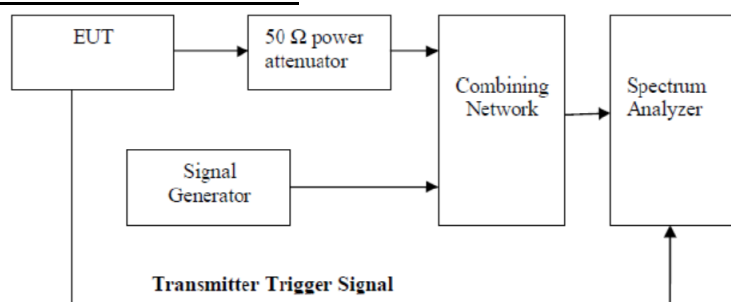 EUT
50 Ω power
attenuator
Combining
Network
Spectrum
Analyzer
Signal
Generator
Transmitter Trigger Signal